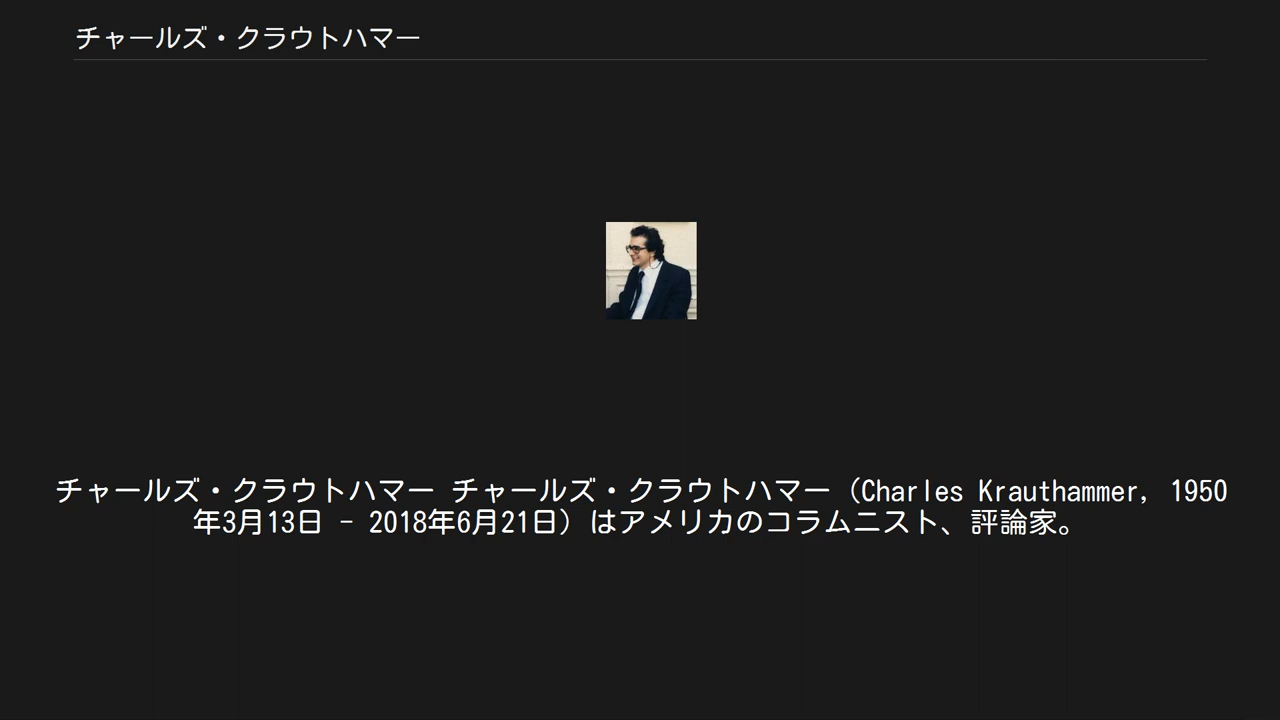 チャールズ・クラウトハマー
チャールズ・クラウトハマー チャールズ・クラウトハマー（Charles Krauthammer, 1950
年3月13日 - 2018年6月21日）はアメリカのコラムニスト、評論家。